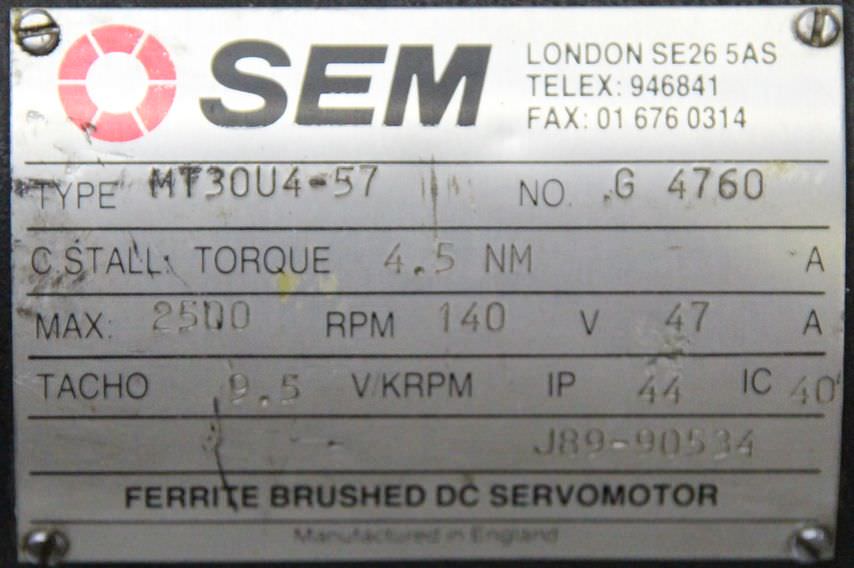 SEM
LONDON SE26 5AS
TELEX: 946841
FAX: 01 676 0314
TYPE MT30U4-57 NO. G 4760
C.STALL: TORQUE 4.5 NM A
MAX: 2500 RPM 140 V 47 A
TACHO 9.5 V/KRPM IP 44 IC 40
J89-90534
FERRITE BRUSHED DC SERVOMOTOR
Manufactured in England